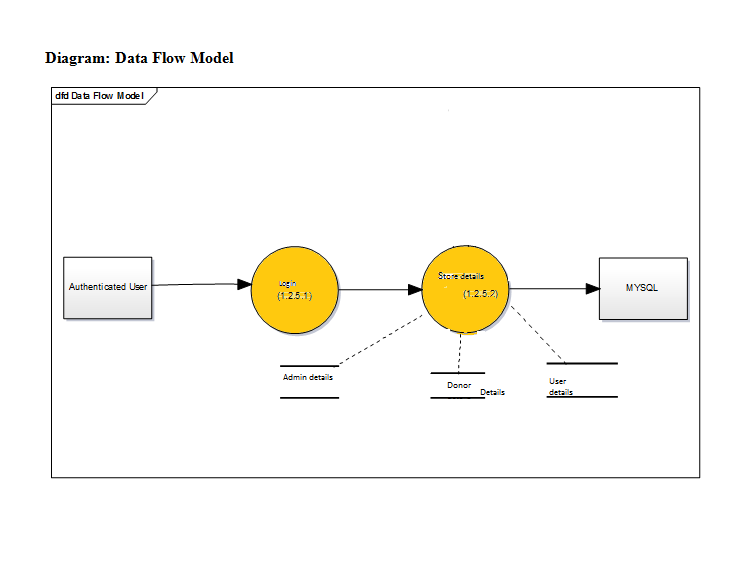 Diagram: Data Flow Model
dfd Data Flow Model
Authenticated User
Login
(1.2.5.1)
Store details
(1.2.5.2)
MYSQL
Admin details
Donor
Details
User
details